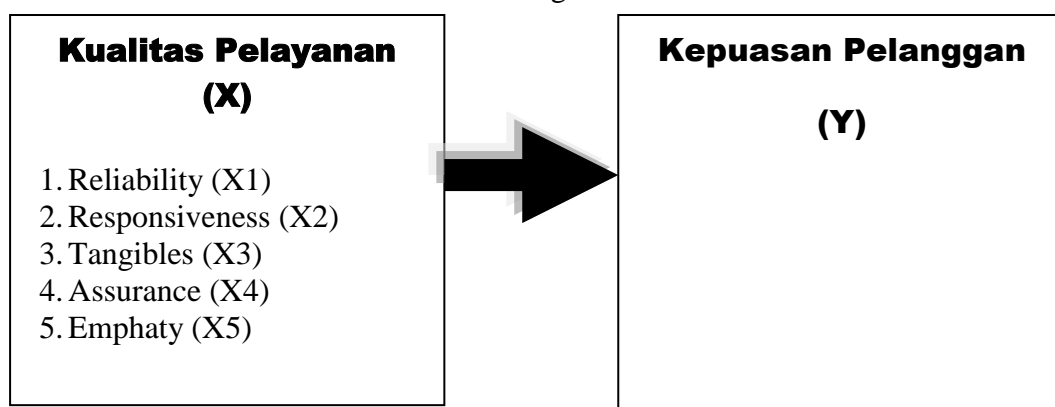 Kualitas Pelayanan
(X)
1. Reliability (X1)
2. Responsiveness (X2)
3. Tangibles (X3)
4. Assurance (X4)
5. Emphaty (X5)
Kepuasan Pelanggan
(Y)